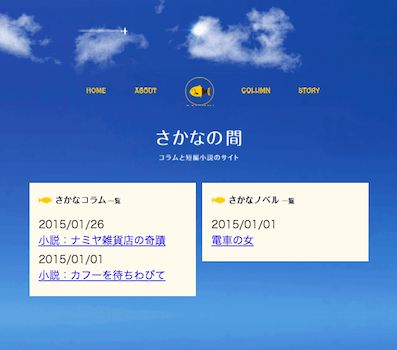 HOME ABOUT COLUMN STORY
さかなの間
コラムと短編小説のサイト
さかなコラム 一覧
2015/01/26
小説：ナミヤ雑貨店の奇蹟
2015/01/01
小説：カフーを待ちわびて
さかなノベル 一覧
2015/01/01
電車の女